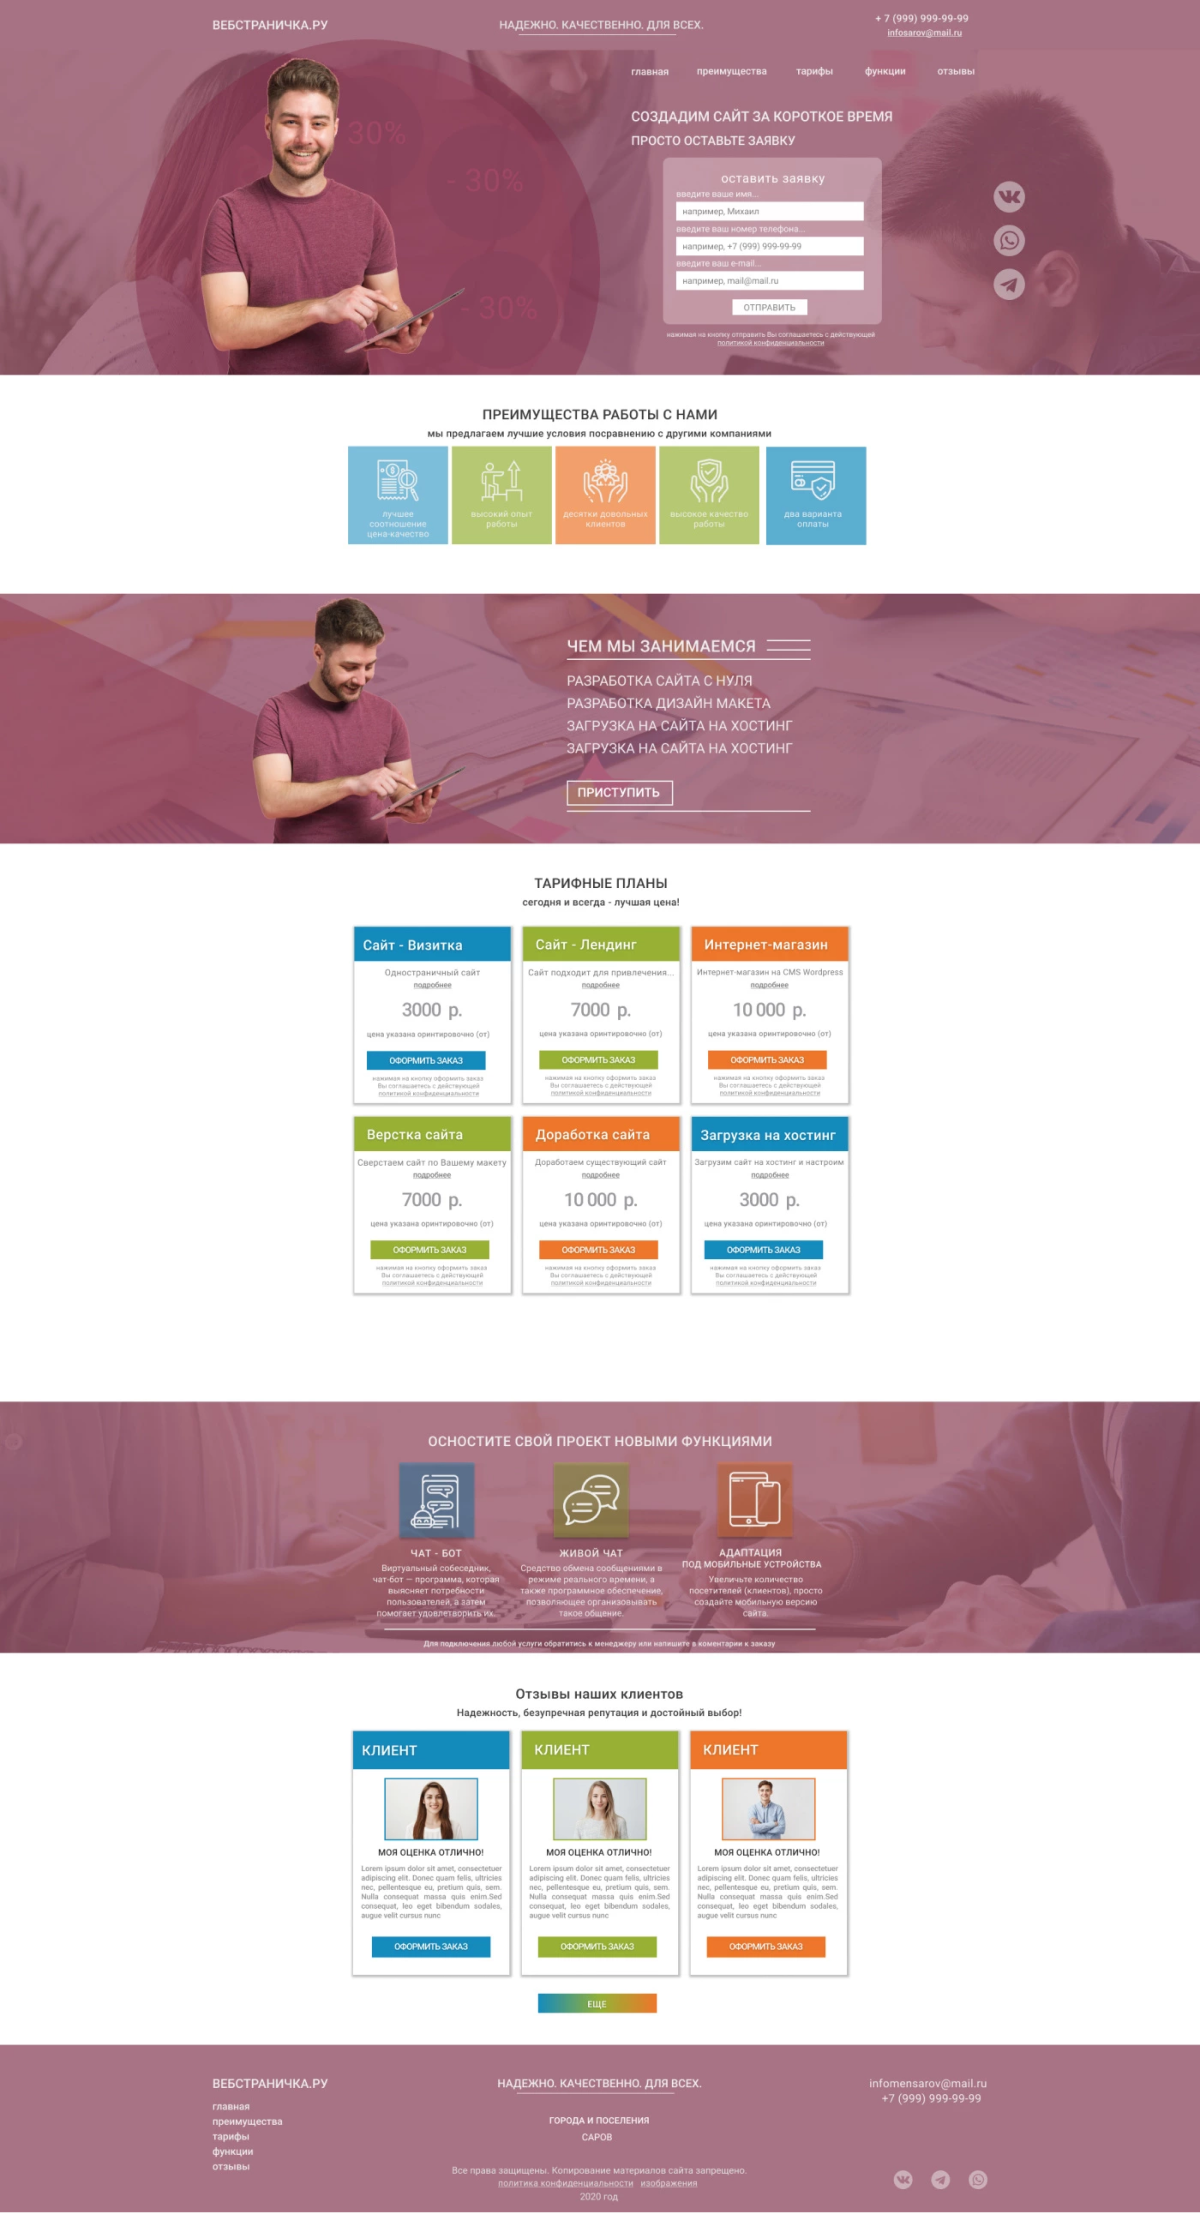 ВЕБСТРАНИЧКА.РУ
НАДЕЖНО. КАЧЕСТВЕННО. ДЛЯ ВСЕХ.
+ 7 (999) 999-99-99
infosarov@mail.ru
главная преимущества тарифы функции отзывы
СОЗДАДИМ САЙТ ЗА КОРОТКОЕ ВРЕМЯ
ПРОСТО ОСТАВЬТЕ ЗАЯВКУ
30%
- 30%
- 30%
оставить заявку
введите ваше имя...
например, Михаил
введите ваш номер телефона...
например, +7 (999) 999-99-99
введите ваш e-mail...
например, mail@mail.ru
ОТПРАВИТЬ
нажимая на кнопку отправить Вы соглашаетесь с действующей
политикой конфиденциальности
ПРЕИМУЩЕСТВА РАБОТЫ С НАМИ
мы предлагаем лучшие условия посравнению с другими компаниями
лучшее
соотношение
цена-качество
высокий опыт
работы
десятки довольных
клиентов
высокое качество
работы
два варианта
оплаты
ЧЕМ МЫ ЗАНИМАЕМСЯ
РАЗРАБОТКА САЙТА С НУЛЯ
РАЗРАБОТКА ДИЗАЙН МАКЕТА
ЗАГРУЗКА НА САЙТА НА ХОСТИНГ
ЗАГРУЗКА НА САЙТА НА ХОСТИНГ
ПРИСТУПИТЬ
ТАРИФНЫЕ ПЛАНЫ
сегодня и всегда - лучшая цена!
Сайт - Визитка
Одностраничный сайт
подробнее
3000 р.
цена указана оринтировочно (от)
ОФОРМИТЬ ЗАКАЗ
нажимая на кнопку оформить заказ
Вы соглашаетесь с действующей
политикой конфиденциальности
Сайт - Лендинг
Сайт подходит для привлечения...
подробнее
7000 р.
цена указана оринтировочно (от)
ОФОРМИТЬ ЗАКАЗ
нажимая на кнопку оформить заказ
Вы соглашаетесь с действующей
политикой конфиденциальности
Интернет-магазин
Интернет-магазин на CMS Wordpress
подробнее
10 000 р.
цена указана оринтировочно (от)
ОФОРМИТЬ ЗАКАЗ
нажимая на кнопку оформить заказ
Вы соглашаетесь с действующей
политикой конфиденциальности
Верстка сайта
Сверстаем сайт по Вашему макету
подробнее
7000 р.
цена указана оринтировочно (от)
ОФОРМИТЬ ЗАКАЗ
нажимая на кнопку оформить заказ
Вы соглашаетесь с действующей
политикой конфиденциальности
Доработка сайта
Доработаем существующий сайт
подробнее
10 000 р.
цена указана оринтировочно (от)
ОФОРМИТЬ ЗАКАЗ
нажимая на кнопку оформить заказ
Вы соглашаетесь с действующей
политикой конфиденциальности
Загрузка на хостинг
Загрузим сайт на хостинг и настроим
подробнее
3000 р.
цена указана оринтировочно (от)
ОФОРМИТЬ ЗАКАЗ
нажимая на кнопку оформить заказ
Вы соглашаетесь с действующей
политикой конфиденциальности
ОСНОСТИТЕ СВОЙ ПРОЕКТ НОВЫМИ ФУНКЦИЯМИ
ЧАТ - БОТ
Виртуальный собеседник,
чат-бот — программа, которая
выясняет потребности
пользователей, а затем
помогает удовлетворить их.
ЖИВОЙ ЧАТ
Средство обмена сообщениями в
режиме реального времени, а
также программное обеспечение,
позволяющее организовывать
такое общение.
АДАПТАЦИЯ
ПОД МОБИЛЬНЫЕ УСТРОЙСТВА
Увеличьте количество
посетителей (клиентов), просто
создайте мобильную версию
сайта.
Для подключения любой услуги обратитись к менеджеру или напишите в коментарии к заказу
Отзывы наших клиентов
Надежность, безупречная репутация и достойный выбор!
КЛИЕНТ
МОЯ ОЦЕНКА ОТЛИЧНО!
Lorem ipsum dolor sit amet, consectetuer
adipiscing elit. Donec quam felis, ultricies
nec, pellentesque eu, pretium quis, sem.
Nulla consequat massa quis enim.Sed
consequat, leo eget bibendum sodales,
augue velit cursus nunc
ОФОРМИТЬ ЗАКАЗ
КЛИЕНТ
МОЯ ОЦЕНКА ОТЛИЧНО!
Lorem ipsum dolor sit amet, consectetuer
adipiscing elit. Donec quam felis, ultricies
nec, pellentesque eu, pretium quis, sem.
Nulla consequat massa quis enim.Sed
consequat, leo eget bibendum sodales,
augue velit cursus nunc
ОФОРМИТЬ ЗАКАЗ
КЛИЕНТ
МОЯ ОЦЕНКА ОТЛИЧНО!
Lorem ipsum dolor sit amet, consectetuer
adipiscing elit. Donec quam felis, ultricies
nec, pellentesque eu, pretium quis, sem.
Nulla consequat massa quis enim.Sed
consequat, leo eget bibendum sodales,
augue velit cursus nunc
ОФОРМИТЬ ЗАКАЗ
ЕЩЕ
ВЕБСТРАНИЧКА.РУ
главная
преимущества
тарифы
функции
отзывы
НАДЕЖНО. КАЧЕСТВЕННО. ДЛЯ ВСЕХ.
ГОРОДА И ПОСЕЛЕНИЯ
САРОВ
Все права защищены. Копирование материалов сайта запрещено.
политика конфиденциальности изображения
2020 год
infomensarov@mail.ru
+7 (999) 999-99-99